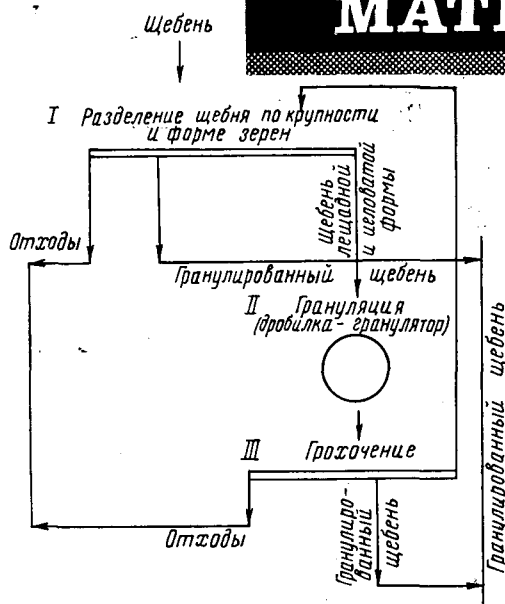 МАТ
Щебень
I Разделение щебня по крупности
и форме зерен
Щебень
лещадной
и игловатой
формы
Отходы
Гранулированный щебень
II Грануляция
(дробилка-гранулятор)
III Грохочение
Гранулиро-
ванный
щебень
Отходы
Гранулированный щебень